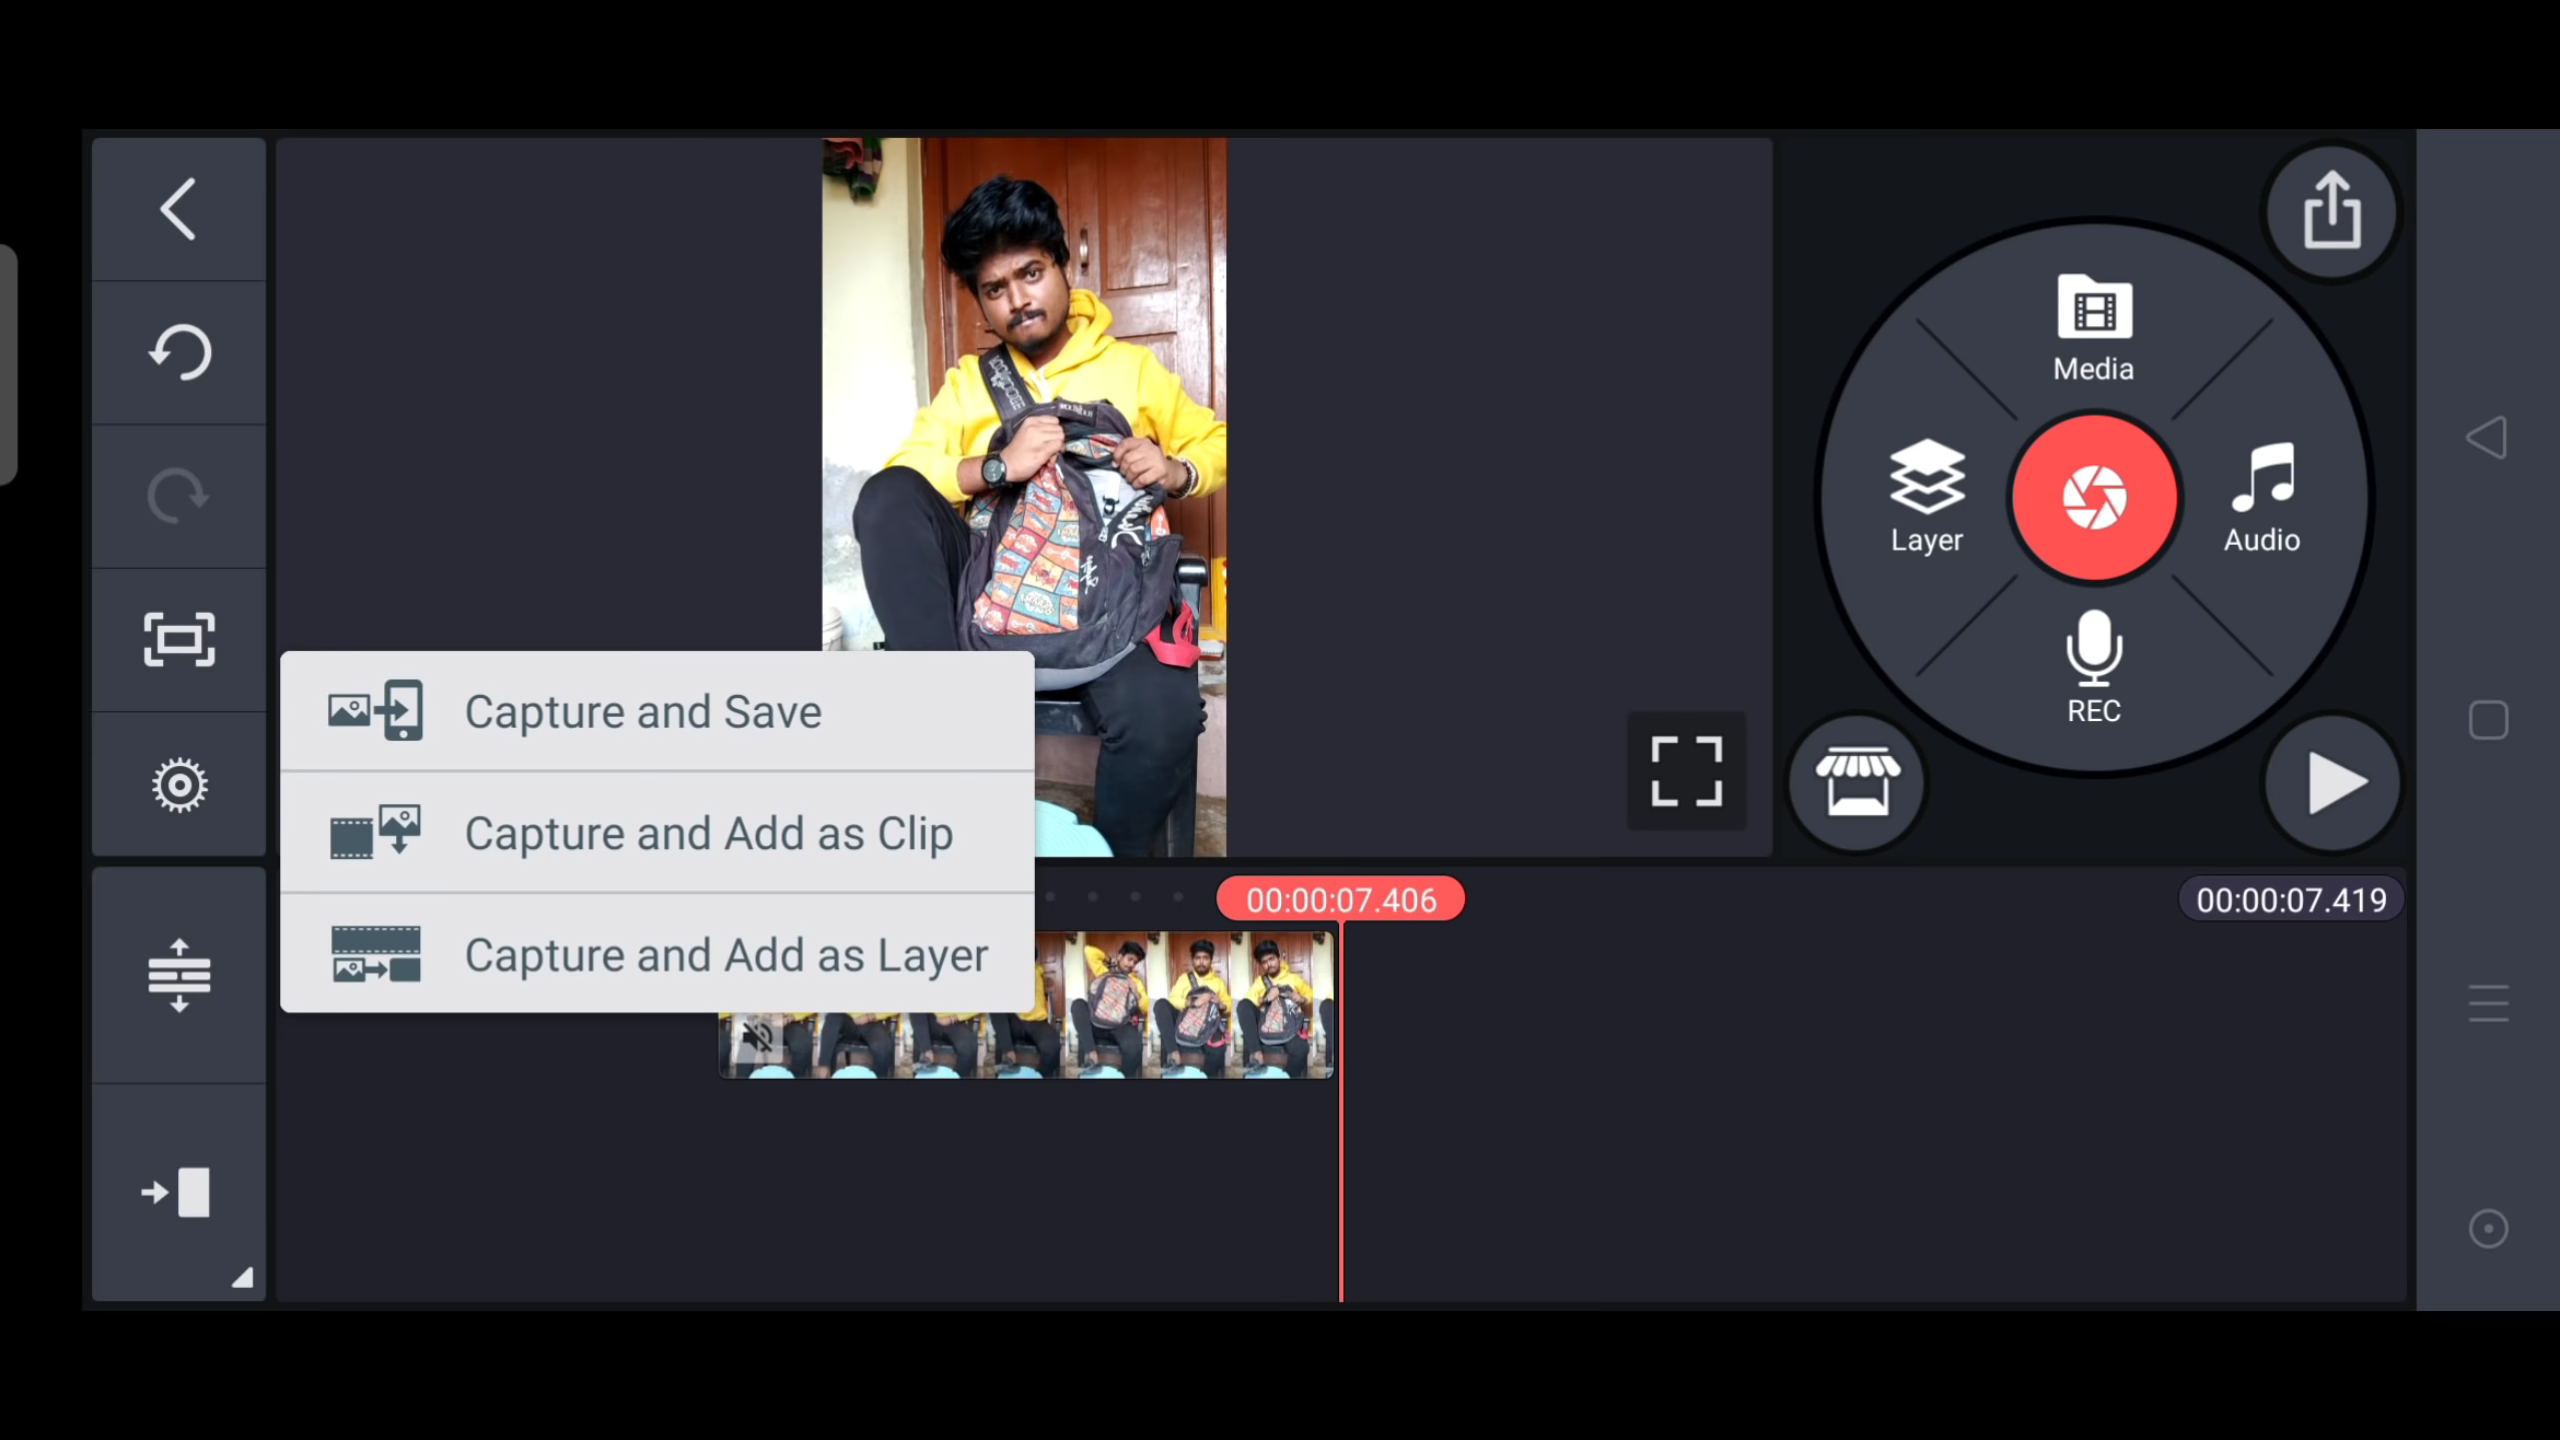 Media
Layer
Audio
REC
Capture and Save
Capture and Add as Clip
Capture and Add as Layer
00:00:07.406
00:00:07.419